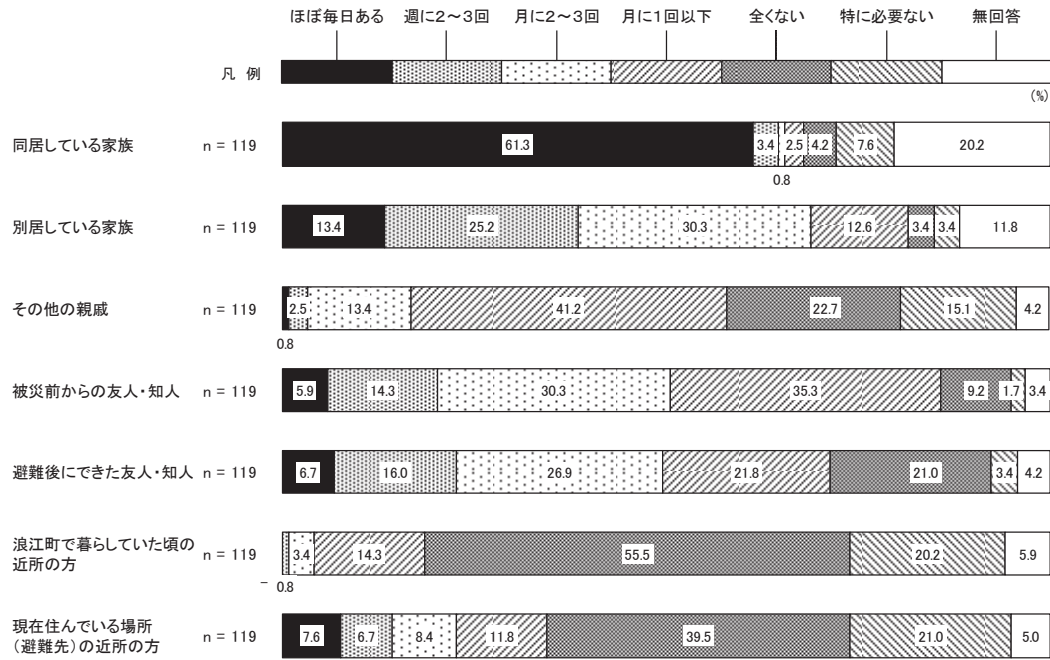 ほぼ毎日ある 週に2~3回 月に2~3回 月に1回以下 全くない 特に必要ない 無回答
凡 例
(%)
同居している家族 n = 119 61.3 3.4 2.5 4.2 7.6 20.2
0.8
別居している家族 n = 119 13.4 25.2 30.3 12.6 3.4 3.4 11.8
その他の親戚 n = 119 2.5 13.4 41.2 22.7 15.1 4.2
0.8
被災前からの友人・知人 n = 119 5.9 14.3 30.3 35.3 9.2 1.7 3.4
避難後にできた友人・知人 n = 119 6.7 16.0 26.9 21.8 21.0 3.4 4.2
浪江町で暮らしていた頃の
近所の方 n = 119 3.4 14.3 55.5 20.2 5.9
- 0.8
現在住んでいる場所
(避難先)の近所の方 n = 119 7.6 6.7 8.4 11.8 39.5 21.0 5.0